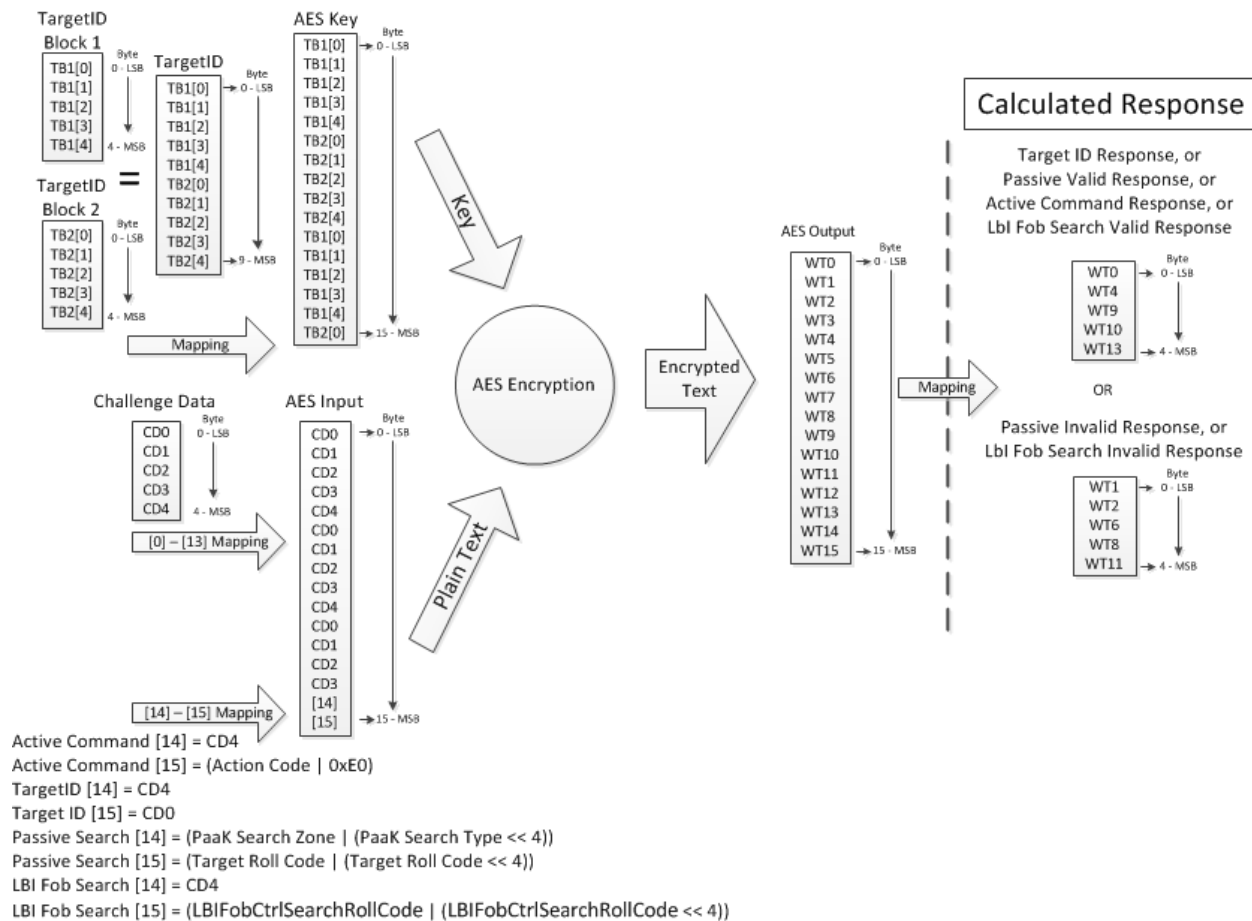 TargetID
Block 1
Byte
0 - LSB
TB1[0]
TB1[1]
TB1[2]
TB1[3]
TB1[4]
4 - MSB
TargetID
Block 2
Byte
0 - LSB
TB2[0]
TB2[1]
TB2[2]
TB2[3]
TB2[4]
4 - MSB
=
TargetID
Byte
0 - LSB
TB1[0]
TB1[1]
TB1[2]
TB1[3]
TB1[4]
TB2[0]
TB2[1]
TB2[2]
TB2[3]
TB2[4]
9 - MSB
Mapping
AES Key
Byte
0 - LSB
TB1[0]
TB1[1]
TB1[2]
TB1[3]
TB1[4]
TB2[0]
TB2[1]
TB2[2]
TB2[3]
TB2[4]
TB1[0]
TB1[1]
TB1[2]
TB1[3]
TB1[4]
TB2[0]
15 - MSB
Key
Challenge Data
Byte
0 - LSB
CD0
CD1
CD2
CD3
CD4
4 - MSB
[0] – [13] Mapping
[14] – [15] Mapping
AES Input
Byte
0 - LSB
CD0
CD1
CD2
CD3
CD4
CD0
CD1
CD2
CD3
CD4
CD0
CD1
CD2
CD3
[14]
[15]
15 - MSB
Plain Text
AES Encryption
Encrypted
Text
AES Output
Byte
0 - LSB
WT0
WT1
WT2
WT3
WT4
WT5
WT6
WT7
WT8
WT9
WT10
WT11
WT12
WT13
WT14
WT15
15 - MSB
Mapping
Calculated Response
Target ID Response, or
Passive Valid Response, or
Active Command Response, or
LbI Fob Search Valid Response
Byte
0 - LSB
WT0
WT4
WT9
WT10
WT13
4 - MSB
OR
Passive Invalid Response, or
LbI Fob Search Invalid Response
Byte
0 - LSB
WT1
WT2
WT6
WT8
WT11
4 - MSB
Active Command [14] = CD4
Active Command [15] = (Action Code | 0xE0)
TargetID [14] = CD4
Target ID [15] = CD0
Passive Search [14] = (PaaK Search Zone | (PaaK Search Type << 4))
Passive Search [15] = (Target Roll Code | (Target Roll Code << 4))
LBI Fob Search [14] = CD4
LBI Fob Search [15] = (LBIFobCtrlSearchRollCode | (LBIFobCtrlSearchRollCode << 4))